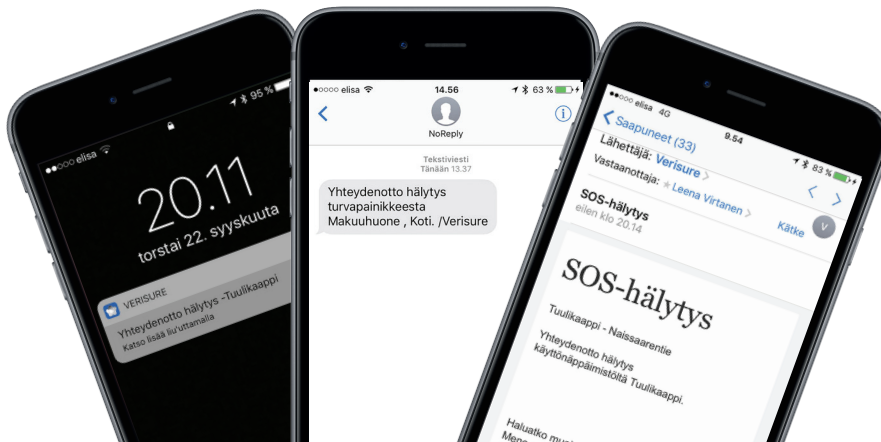 elisa
95 %
20.11
torstai 22. syyskuuta
VERISURE
Yhteydenotto hälytys -Tuulikaappi
Katso lisää liu'uttamalla
elisa
14.56
63 %
NoReply
Tekstiviesti
Tänään 13.37
Yhteydenotto hälytys
turvapainikkeesta
Makuuhuone , Koti. /Verisure
elisa 4G
9.54
83 %
Saapuneet (33)
Lähettäjä: Verisure
Vastaanottaja: Leena Virtanen
Kätke
V
SOS-hälytys
eilen klo 20.14
SOS-hälytys
Tuulikaappi - Naissaarentie
Yhteydenotto hälytys
käyttönäppäimistöltä Tuulikaappi.
Haluatko